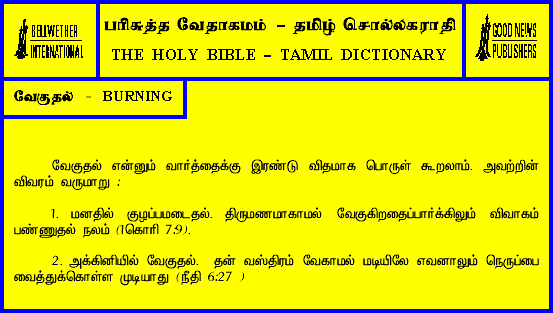 BELLWETHER
INTERNATIONAL
பரிசுத்த வேதாகமம் – தமிழ் சொல்லகராதி
THE HOLY BIBLE – TAMIL DICTIONARY
GOOD NEWS
PUBLISHERS
வேகுதல் - BURNING
வேகுதல் என்னும் வார்த்தைக்கு இரண்டு விதமாக பொருள் கூறலாம். அவற்றின்
விவரம் வருமாறு :
1. மனதில் குழப்பமடைதல். திருமணமாகாமல் வேகுகிறதைப்பார்க்கிலும் விவாகம்
பண்ணுதல் நலம் (1கொரி 7:9).
2. அக்கினியில் வேகுதல். தன் வஸ்திரம் வேகாமல் மடியிலே எவனாலும் நெருப்பை
வைத்துக்கொள்ள முடியாது (நீதி 6:27 )